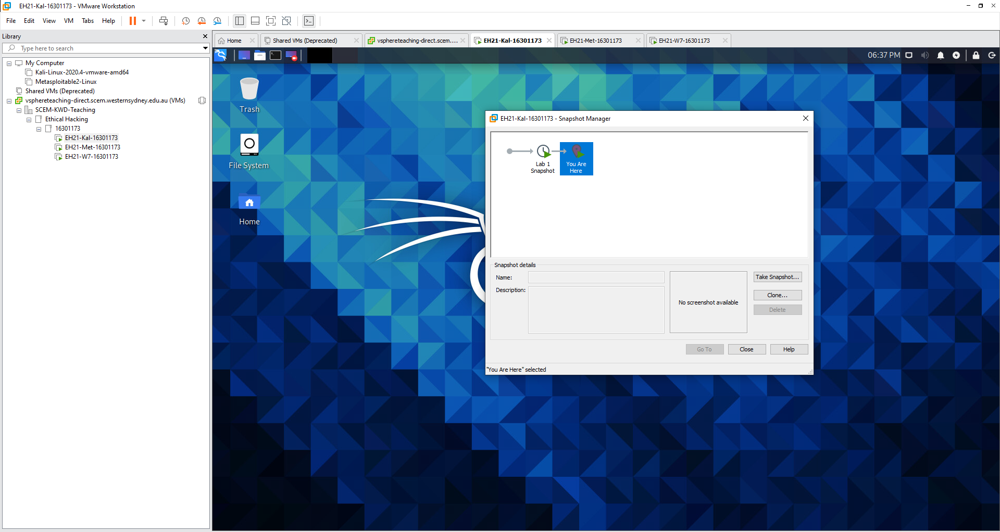 EH21-Kal-16301173 - VMware Workstation
File Edit View VM Tabs Help
Library
Type here to search
My Computer
Kali-Linux-2020.4-vmware-amd64
Metasploitable2-Linux
Shared VMs (Deprecated)
vsphereteaching-direct.scem.westernsydney.edu.au (VMs)
SCEM-KWD-Teaching
Ethical Hacking
16301173
EH21-Kal-16301173
EH21-Met-16301173
EH21-W7-16301173
Home Shared VMs (Deprecated) vsphereteaching-direct.scem.... EH21-Kal-16301173 EH21-Met-16301173 EH21-W7-16301173
06:37 PM
Trash
File System
Home
EH21-Kal-16301173 - Snapshot Manager
Lab 1
Snapshot
You Are
Here
Snapshot details
Name:
Description:
No screenshot available
Take Snapshot...
Clone...
Delete
Go To Close Help
"You Are Here" selected